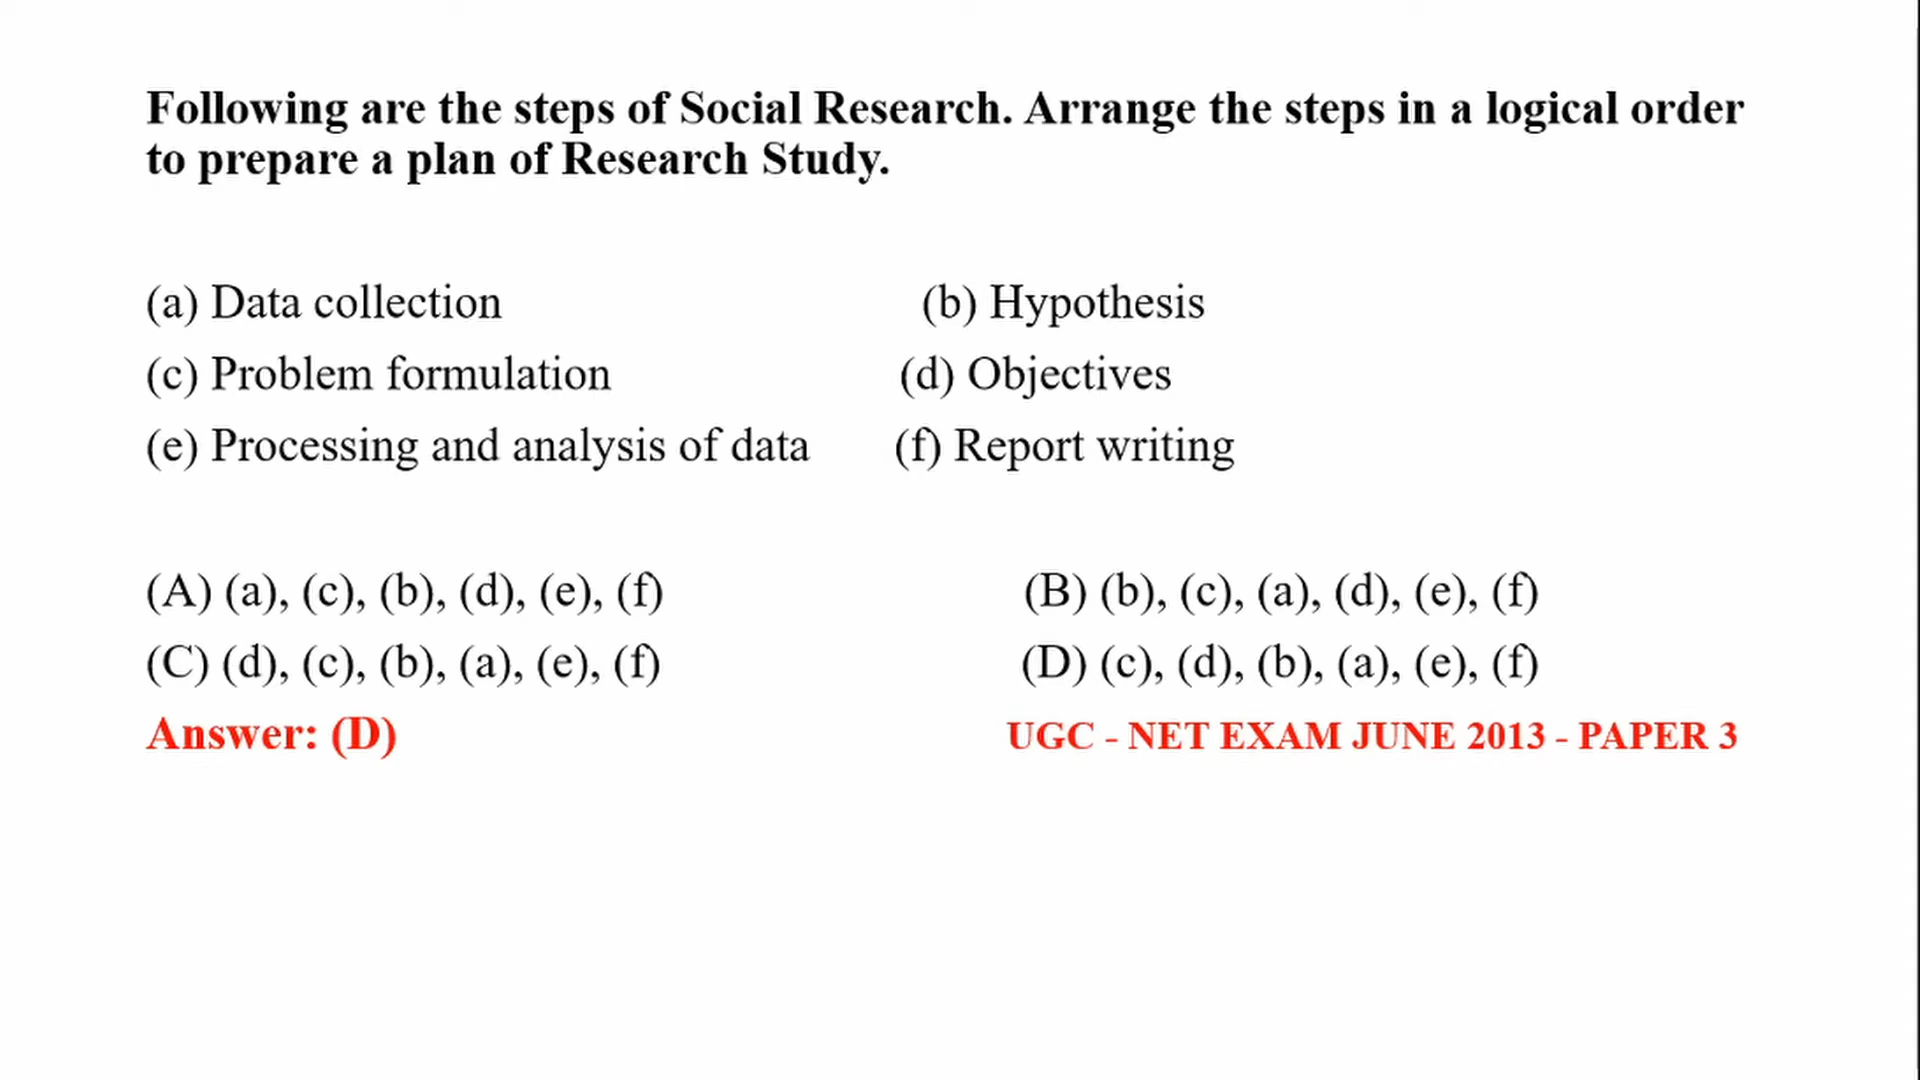 Following are the steps of Social Research. Arrange the steps in a logical order
to prepare a plan of Research Study.
(a) Data collection (b) Hypothesis
(c) Problem formulation (d) Objectives
(e) Processing and analysis of data (f) Report writing
(A) (a), (c), (b), (d), (e), (f) (B) (b), (c), (a), (d), (e), (f)
(C) (d), (c), (b), (a), (e), (f) (D) (c), (d), (b), (a), (e), (f)
Answer: (D) UGC - NET EXAM JUNE 2013 - PAPER 3